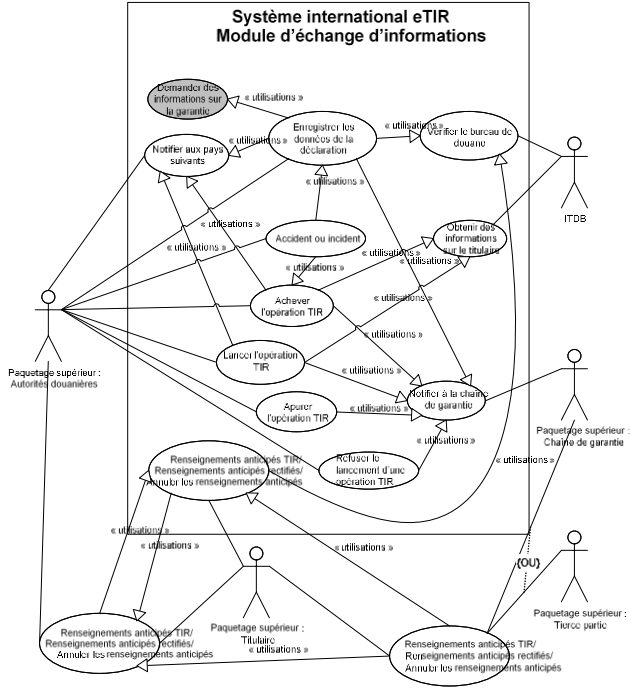 Système international eTIR
Module d'échange d'informations
Demander des
informations sur
la garantie
« utilisations »
Enregistrer les
données de la
déclaration
« utilisations »
Vérifier le bureau de
douane
Notifier aux pays
suivants
« utilisations »
« utilisations »
ITDB
« utilisations »
Accident ou incident
Obtenir des
informations
sur le titulaire
« utilisations »
« utilisations »
« utilisations »
« utilisations »
Achever
l'opération TIR
« utilisations »
Lancer l'opération
TIR
« utilisations »
Paquetage supérieur :
Autorités douanières
Notifier à la chaîne
de garantie
« utilisations »
Apurer
l'opération TIR
Paquetage supérieur :
Chaîne de garantie
« utilisations »
« utilisations »
Refuser le
lancement d'une
opération TIR
Renseignements anticipés TIR/
Renseignements anticipés rectifiés/
Annuler les renseignements anticipés
« utilisations »
« utilisations »
« utilisations »
{OU}
Paquetage supérieur :
Tierce partie
Paquetage supérieur :
Titulaire
« utilisations »
Renseignements anticipés TIR/
Renseignements anticipés rectifiés/
Annuler les renseignements anticipés
Renseignements anticipés TIR/
Renseignements anticipés rectifiés/
Annuler les renseignements anticipés